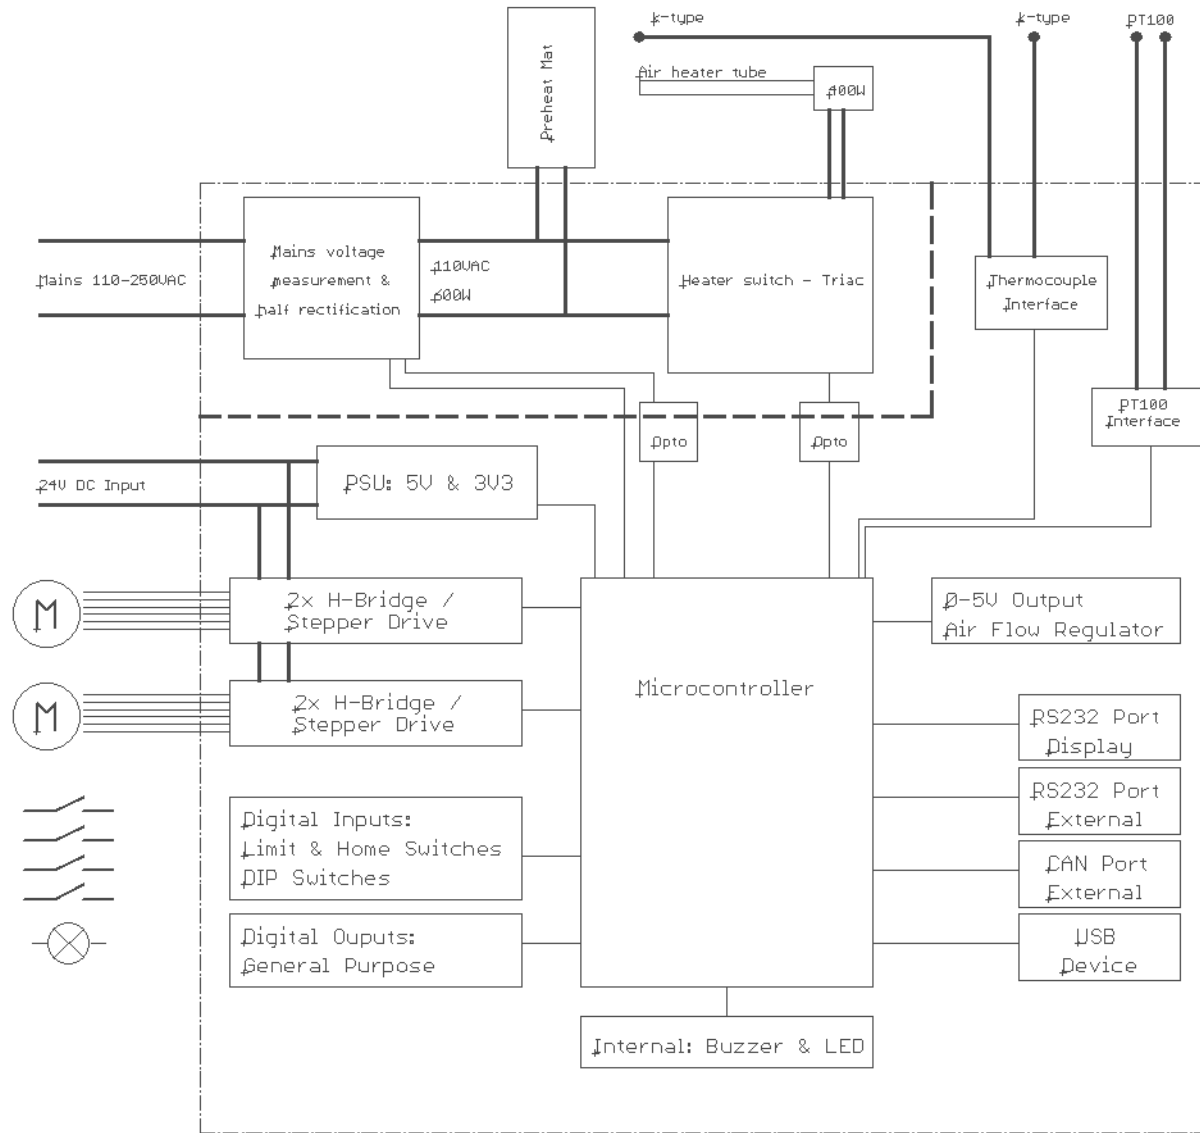 k-type
k-type
PT100
Preheat Mat
Air heater tube
400W
Mains 110-250VAC
Mains voltage
measurement &
half rectification
110VAC
600W
Heater switch - Triac
Thermocouple
Interface
PT100
Interface
Opto
Opto
24V DC Input
PSU: 5V & 3V3
M
2x H-Bridge /
Stepper Drive
0-5V Output
Air Flow Regulator
Microcontroller
M
2x H-Bridge /
Stepper Drive
RS232 Port
Display
RS232 Port
External
Digital Inputs:
Limit & Home Switches
DIP Switches
CAN Port
External
Digital Ouputs:
General Purpose
USB
Device
Internal: Buzzer & LED